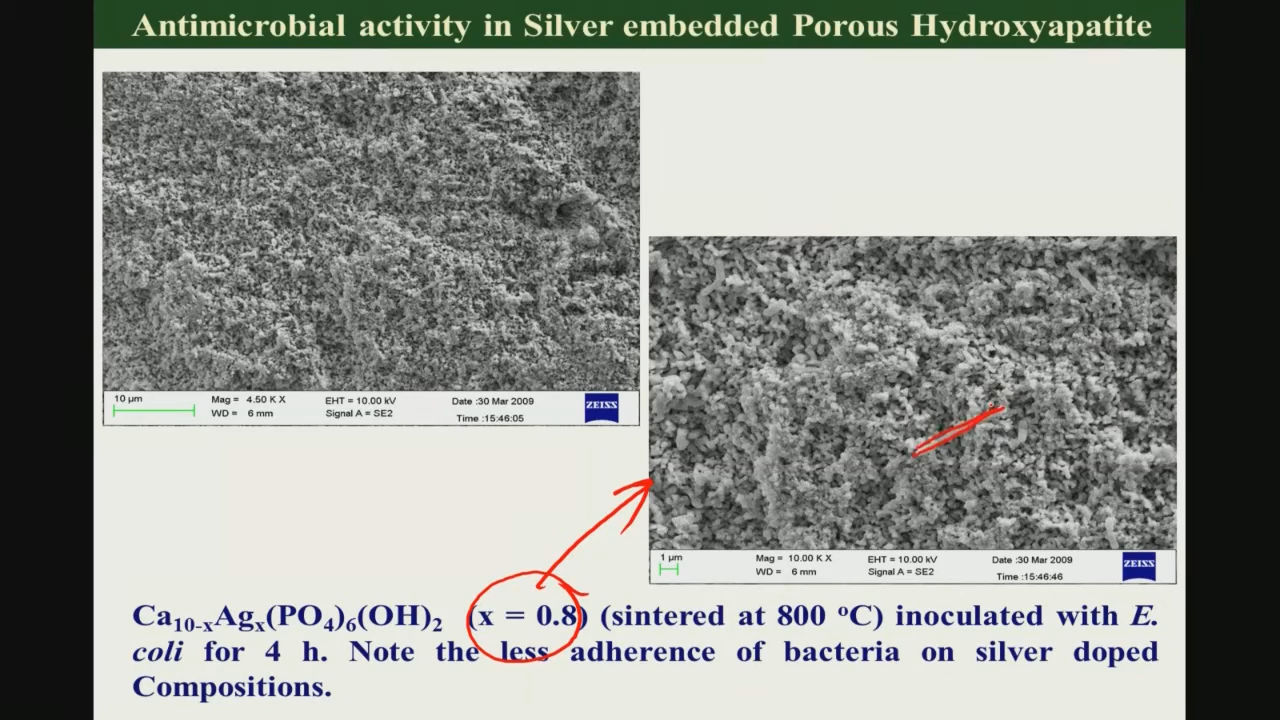 Antimicrobial activity in Silver embedded Porous Hydroxyapatite
10 µm
Mag = 4.50 K X
EHT = 10.00 kV
Date :30 Mar 2009
WD = 6 mm
Signal A = SE2
Time :15:46:05
ZEISS
1 µm
Mag = 10.00 K X
EHT = 10.00 kV
Date :30 Mar 2009
WD = 6 mm
Signal A = SE2
Time :15:46:46
ZEISS
Ca₁₀₋ₓAgₓ(PO₄)₆(OH)₂ (x = 0.8) (sintered at 800 ᵒC) inoculated with E.
coli for 4 h. Note the less adherence of bacteria on silver doped
Compositions.